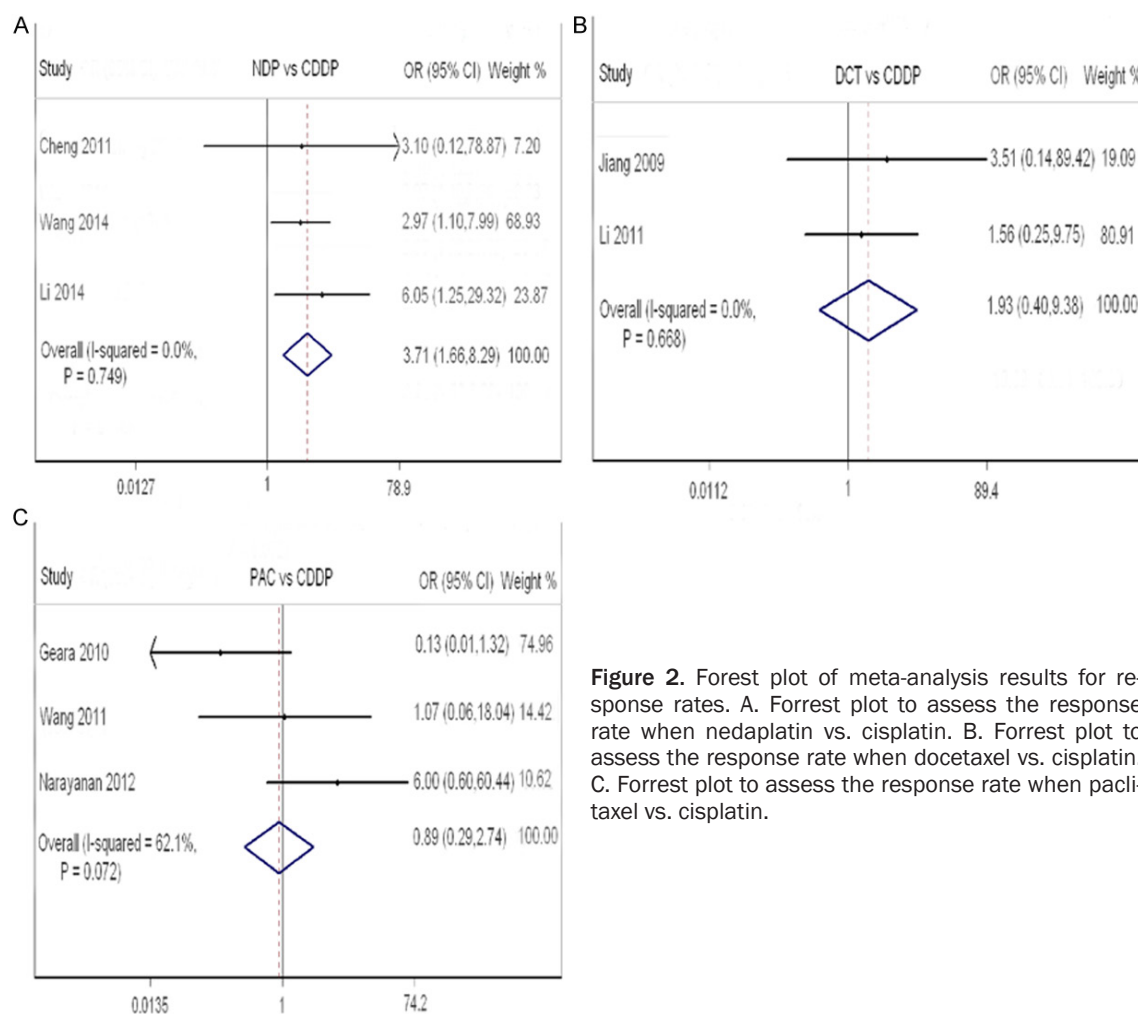 A
Study NDP vs CDDP OR (95% CI) Weight %
Cheng 2011 3.10 (0.12,78.87) 7.20
Wang 2014 2.97 (1.10,7.99) 68.93
Li 2014 6.05 (1.25,29.32) 23.87
Overall (I-squared = 0.0%, 3.71 (1.66,8.29) 100.00
P = 0.749)
0.0127 1 78.9
B
Study DCT vs CDDP OR (95% CI) Weight %
Jiang 2009 3.51 (0.14,89.42) 19.09
Li 2011 1.56 (0.25,9.75) 80.91
Overall (I-squared = 0.0%, 1.93 (0.40,9.38) 100.00
P = 0.668)
0.0112 1 89.4
C
Study PAC vs CDDP OR (95% CI) Weight %
Geara 2010 0.13 (0.01,1.32) 74.96
Wang 2011 1.07 (0.06,18.04) 14.42
Narayanan 2012 6.00 (0.60,60.44) 10.62
Overall (I-squared = 62.1%, 0.89 (0.29,2.74) 100.00
P = 0.072)
0.0135 1 74.2
Figure 2. Forest plot of meta-analysis results for re-
sponse rates. A. Forrest plot to assess the response
rate when nedaplatin vs. cisplatin. B. Forrest plot to
assess the response rate when docetaxel vs. cisplatin.
C. Forrest plot to assess the response rate when pacli-
taxel vs. cisplatin.